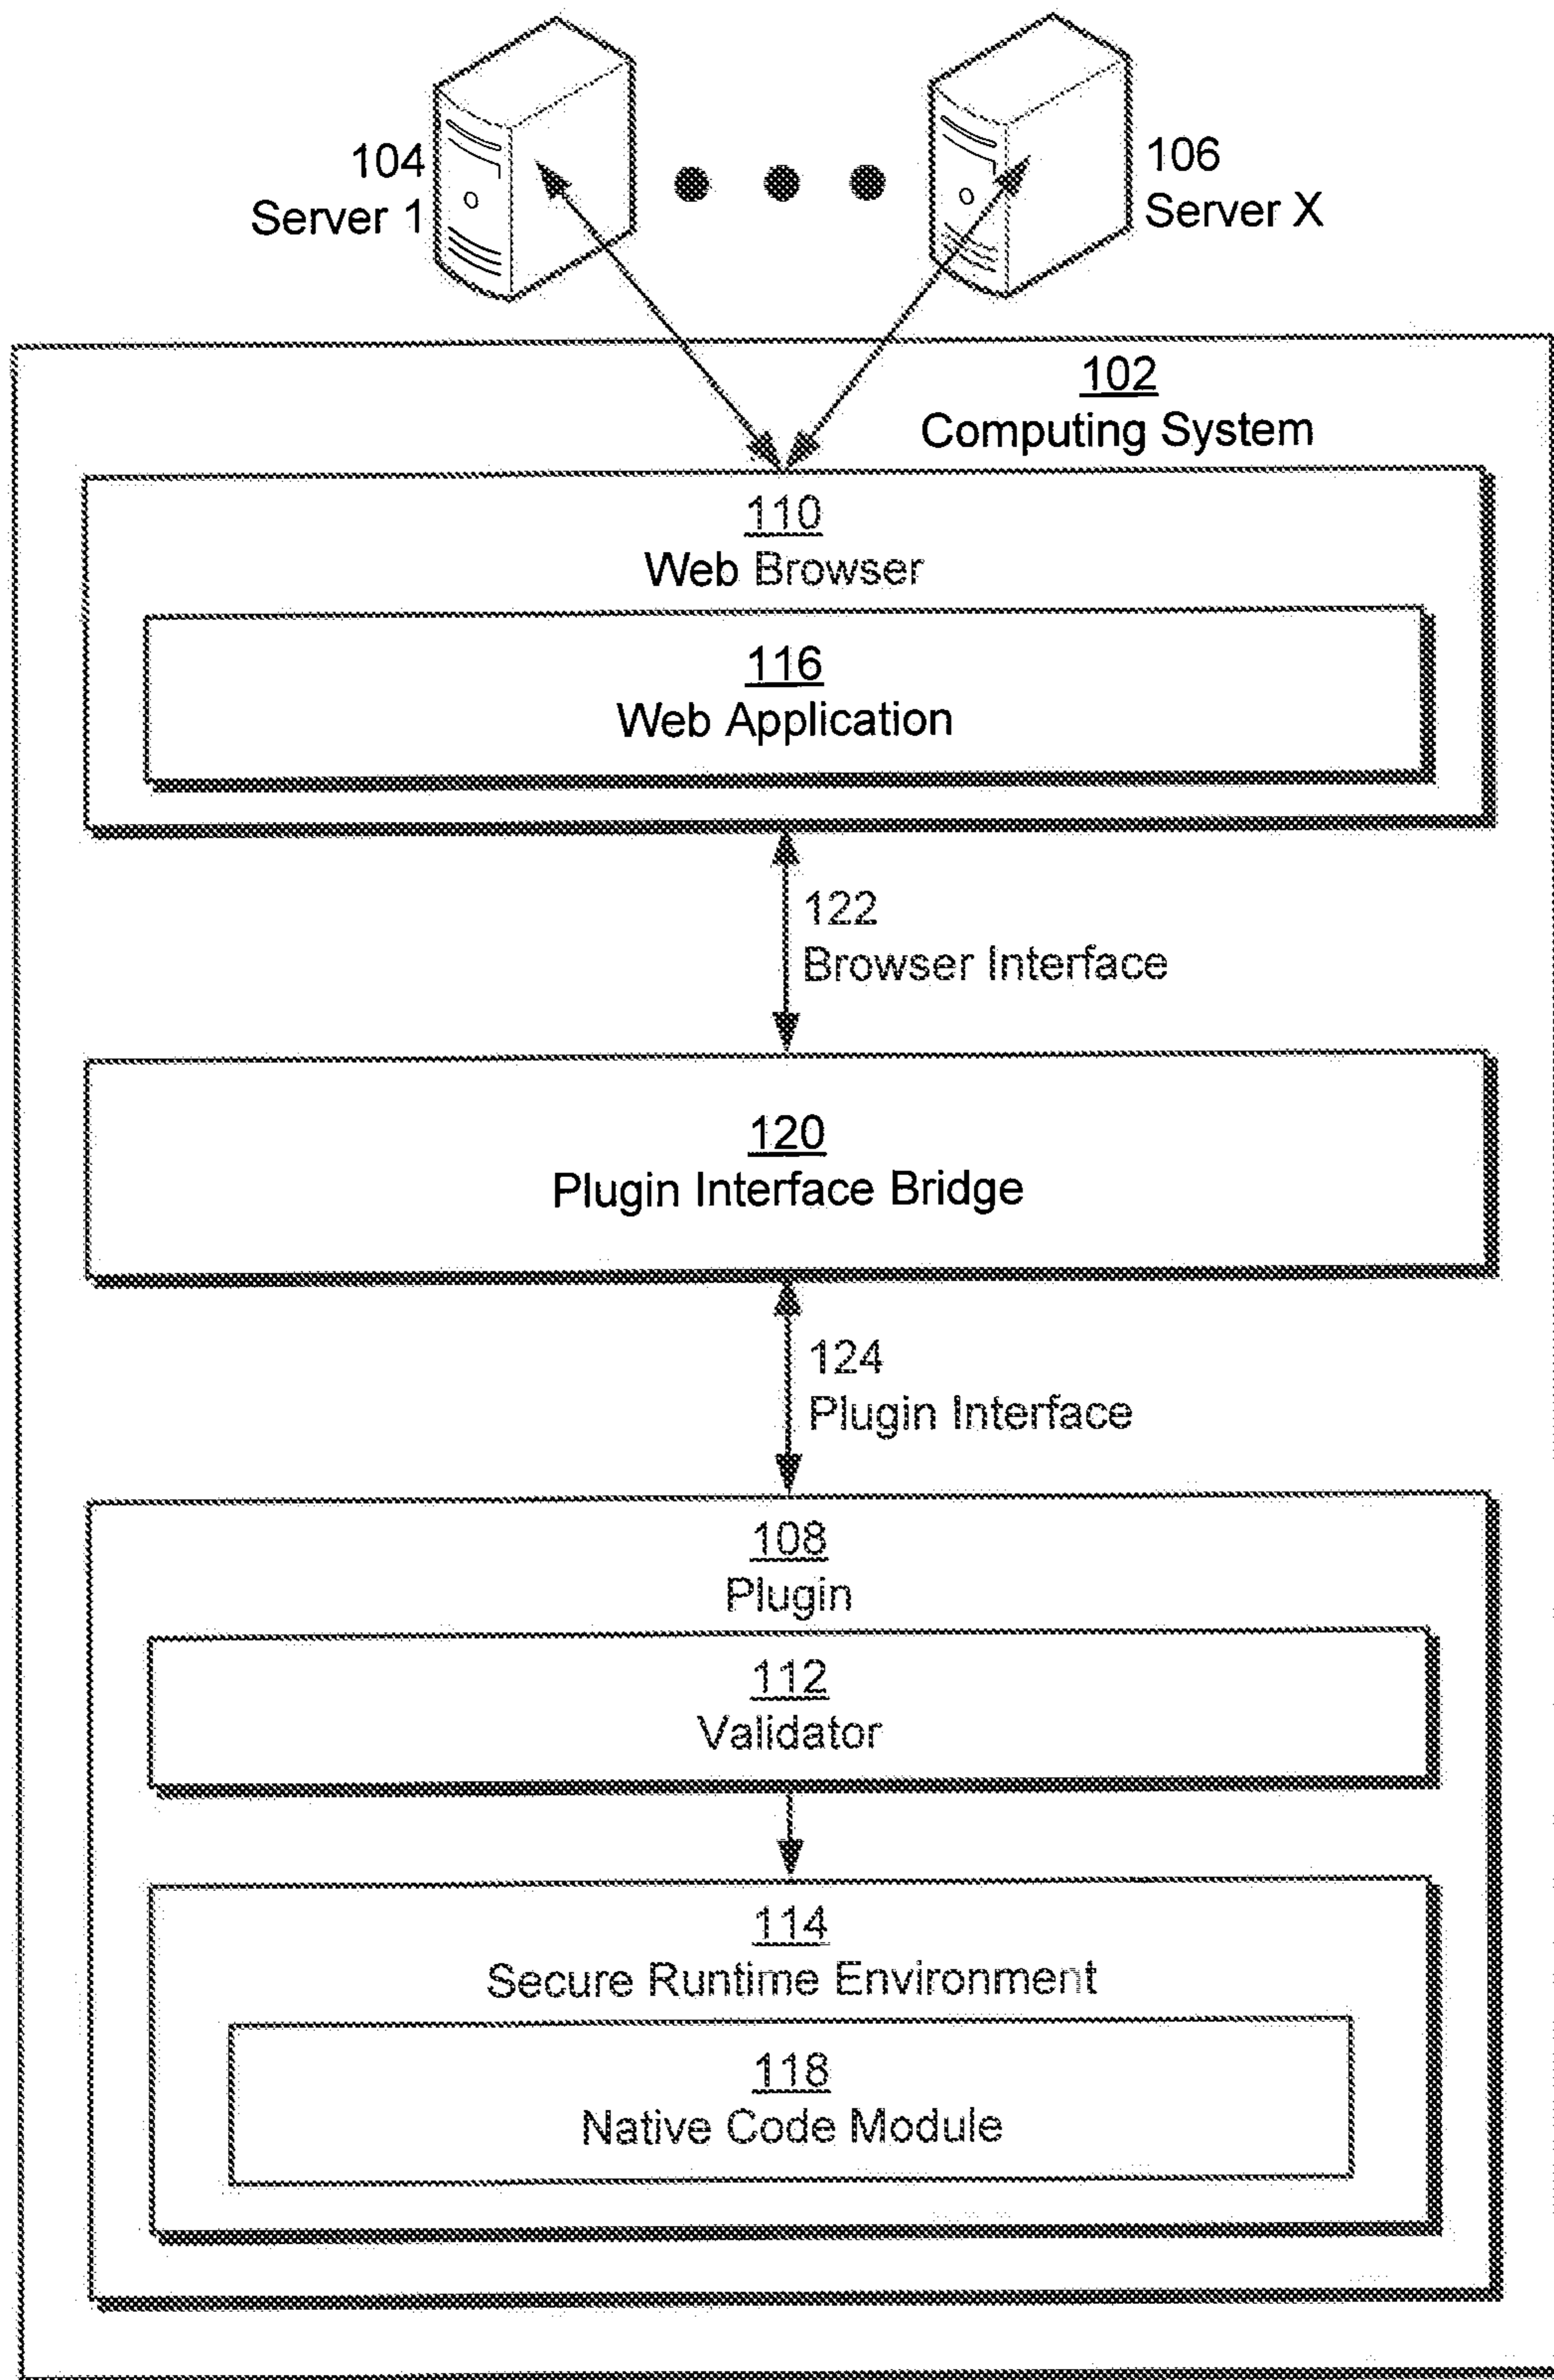 104
Server 1
106
Server X
102
Computing System
110
Web Browser
116
Web Application
122
Browser Interface
120
Plugin Interface Bridge
124
Plugin Interface
108
Plugin
112
Validator
114
Secure Runtime Environment
118
Native Code Module